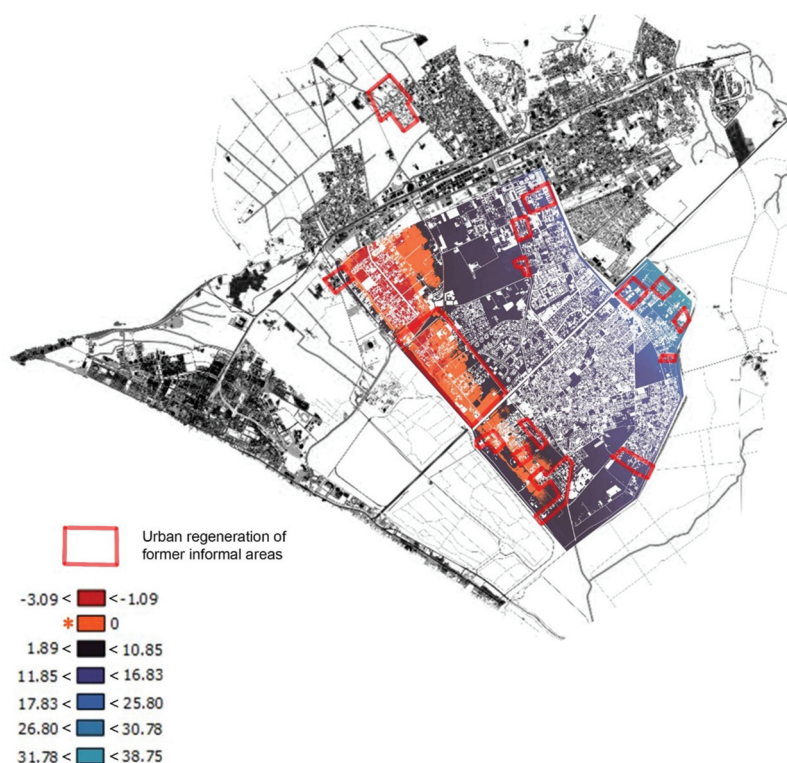 Urban regeneration of
former informal areas
-3.09 < < -1.09
* 0
1.89 < < 10.85
11.85 < < 16.83
17.83 < < 25.80
26.80 < < 30.78
31.78 < < 38.75